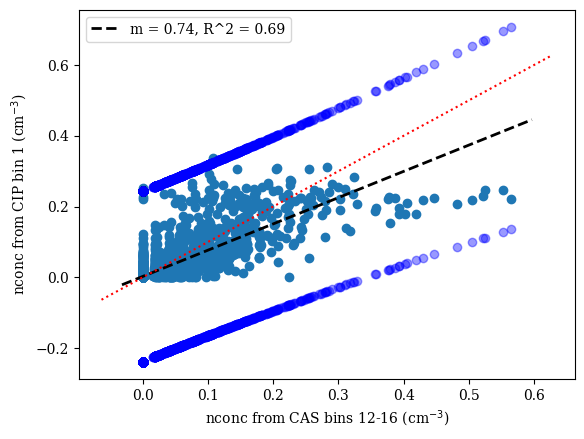 m = 0.74, R^2 = 0.69
nconc from CIP bin 1 (cm⁻³)
0.6
0.4
0.2
0.0
−0.2
0.0 0.1 0.2 0.3 0.4 0.5 0.6
nconc from CAS bins 12-16 (cm⁻³)